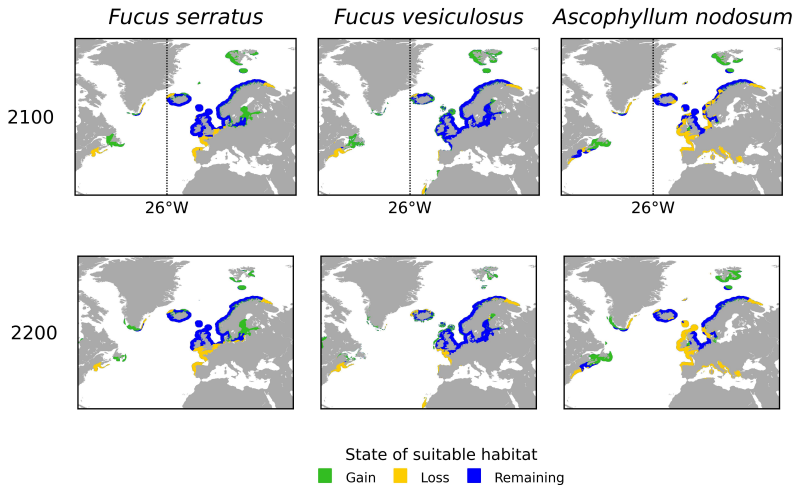 Fucus serratus
Fucus vesiculosus
Ascophyllum nodosum
2100
26°W
26°W
26°W
2200
State of suitable habitat
Gain
Loss
Remaining